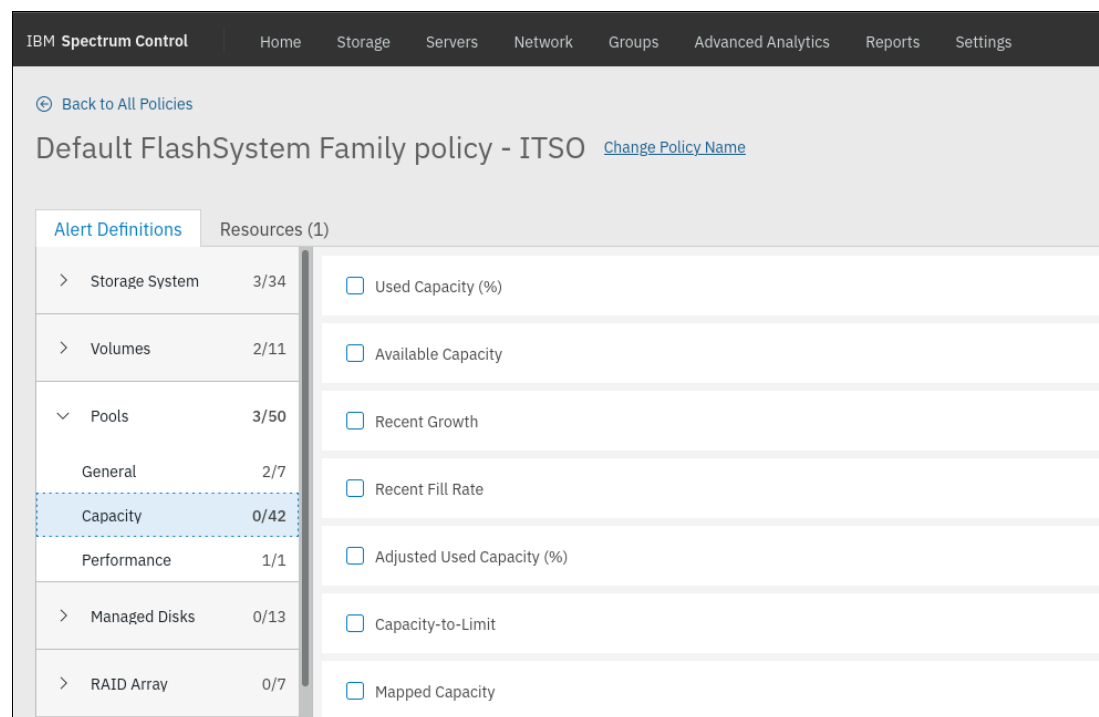 IBM Spectrum Control Home Storage Servers Network Groups Advanced Analytics Reports Settings
Back to All Policies
Default FlashSystem Family policy - ITSO Change Policy Name
Alert Definitions Resources (1)
Storage System 3/34
Volumes 2/11
Pools 3/50
General 2/7
Capacity 0/42
Performance 1/1
Managed Disks 0/13
RAID Array 0/7
Used Capacity (%)
Available Capacity
Recent Growth
Recent Fill Rate
Adjusted Used Capacity (%)
Capacity-to-Limit
Mapped Capacity